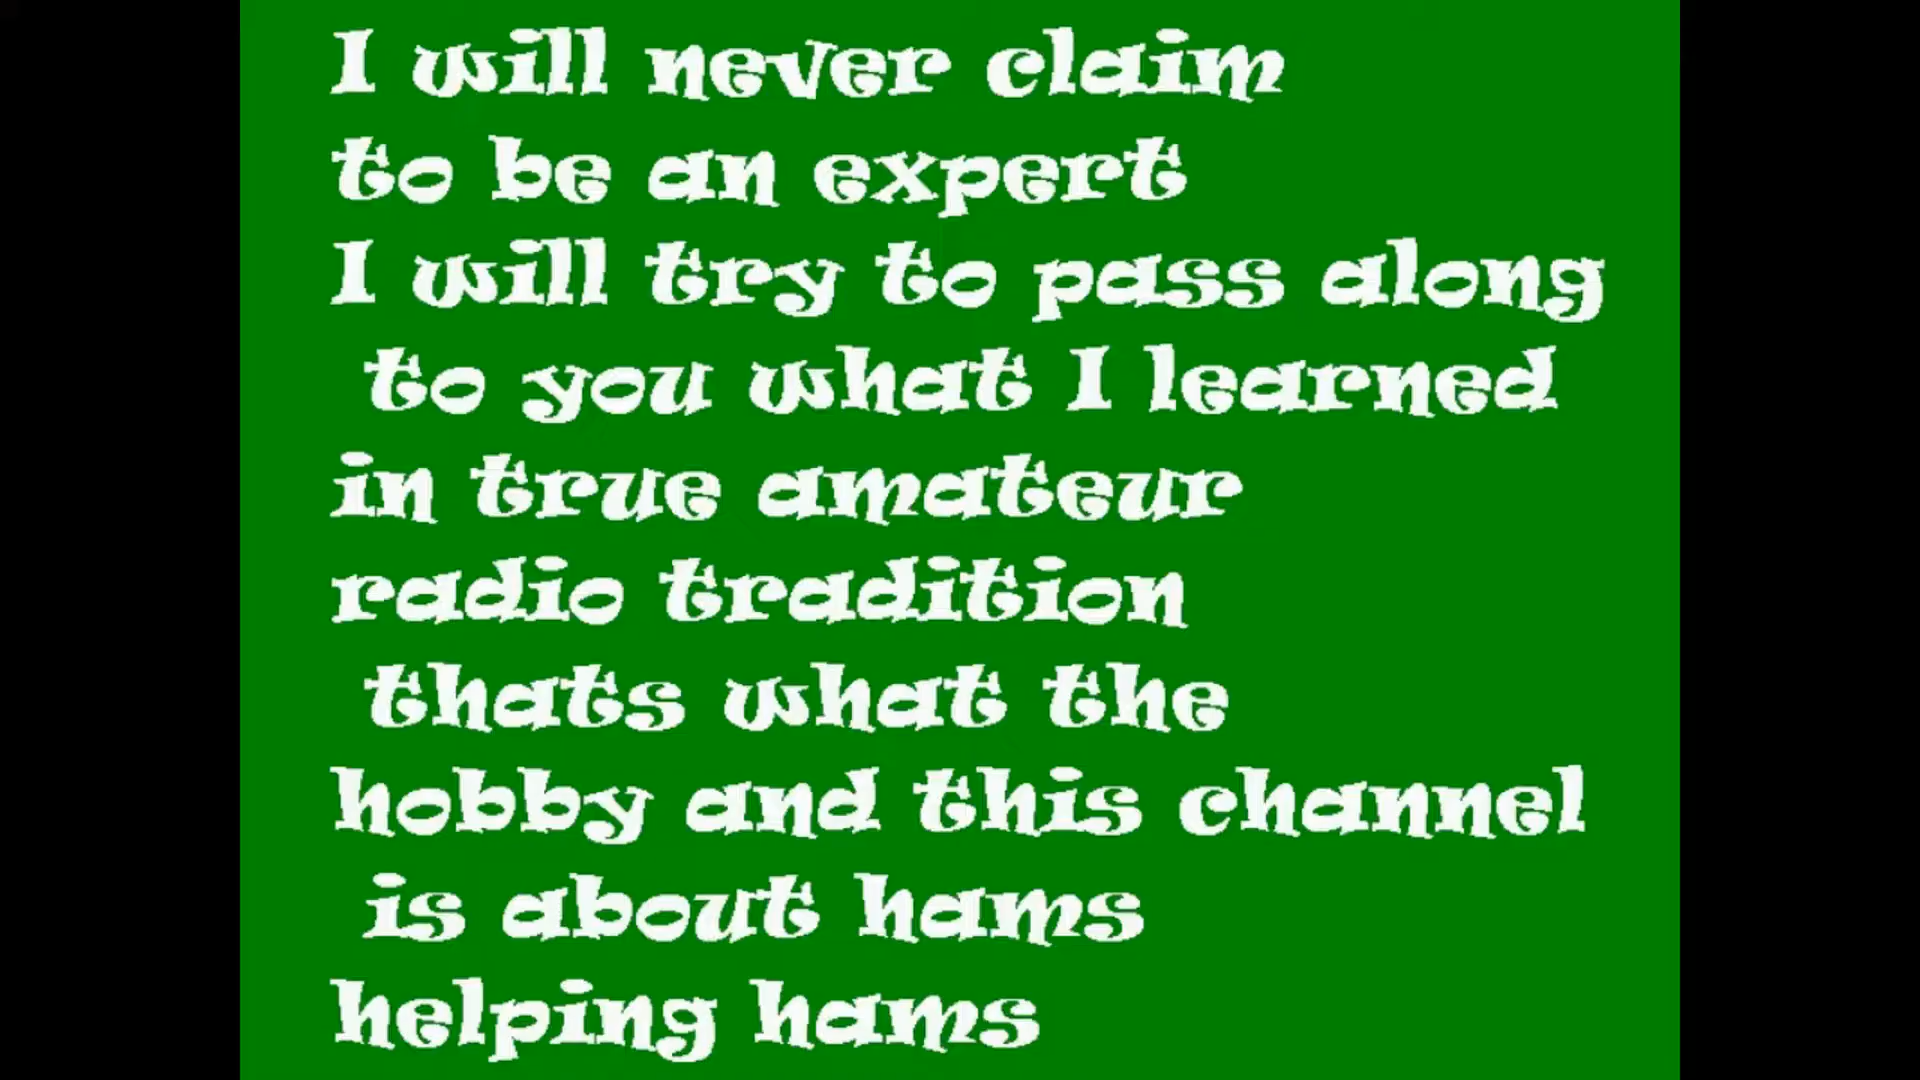 I will never claim
to be an expert
I will try to pass along
to you what I learned
in true amateur
radio tradition
thats what the
hobby and this channel
is about hams
helping hams